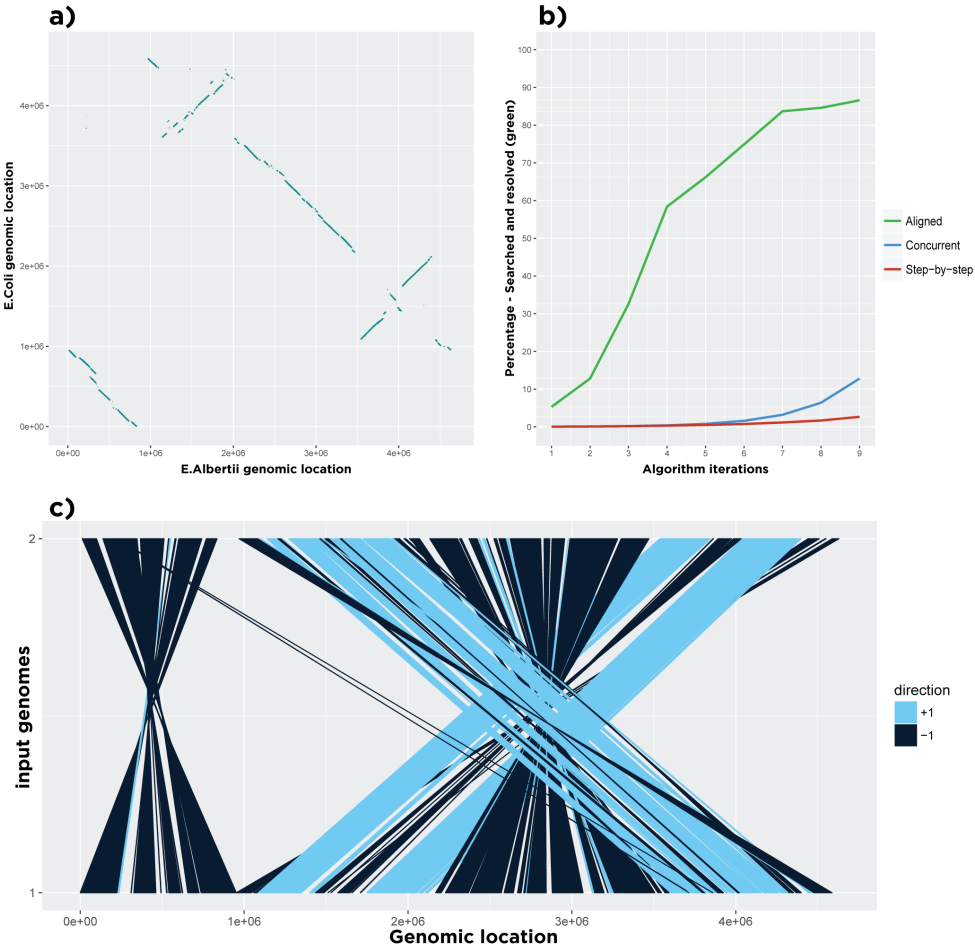 a)
E.Coli genomic location
4e+06
3e+06
2e+06
1e+06
0e+00
0e+00 1e+06 2e+06 3e+06 4e+06
E.Albertii genomic location
b)
Percentage - Searched and resolved (green)
100
90
80
70
60
50
40
30
20
10
0
1 2 3 4 5 6 7 8 9
Algorithm iterations
Aligned
Concurrent
Step-by-step
c)
input genomes
2
1
0e+00 1e+06 2e+06 3e+06 4e+06
Genomic location
direction
+1
-1